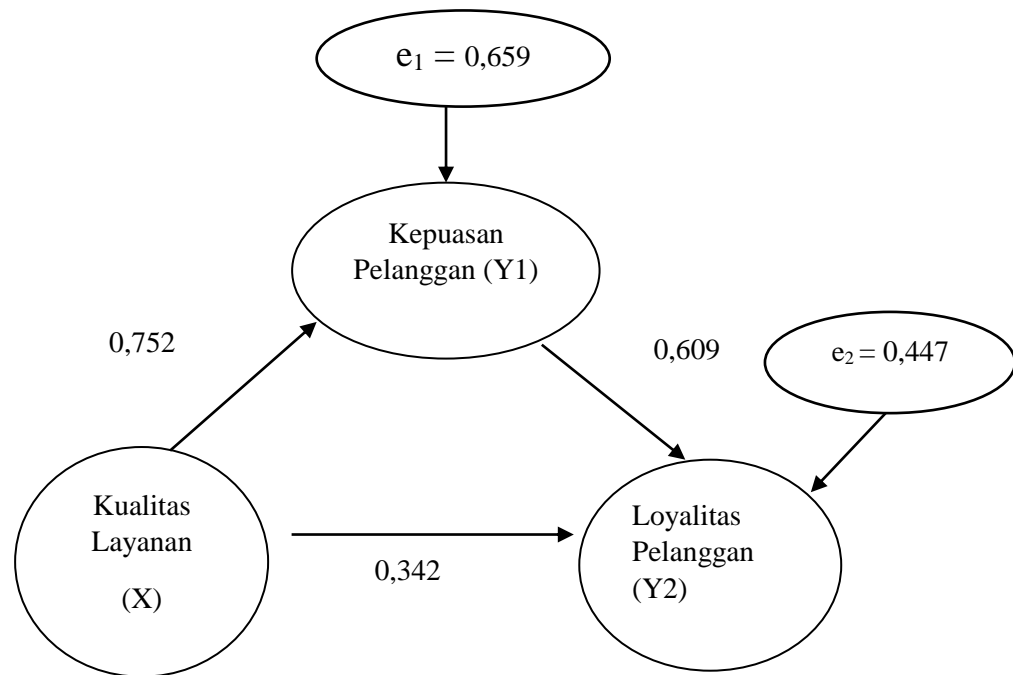 e₁ = 0,659
Kepuasan
Pelanggan (Y1)
0,752
0,609
e₂ = 0,447
Kualitas
Layanan
(X)
0,342
Loyalitas
Pelanggan
(Y2)